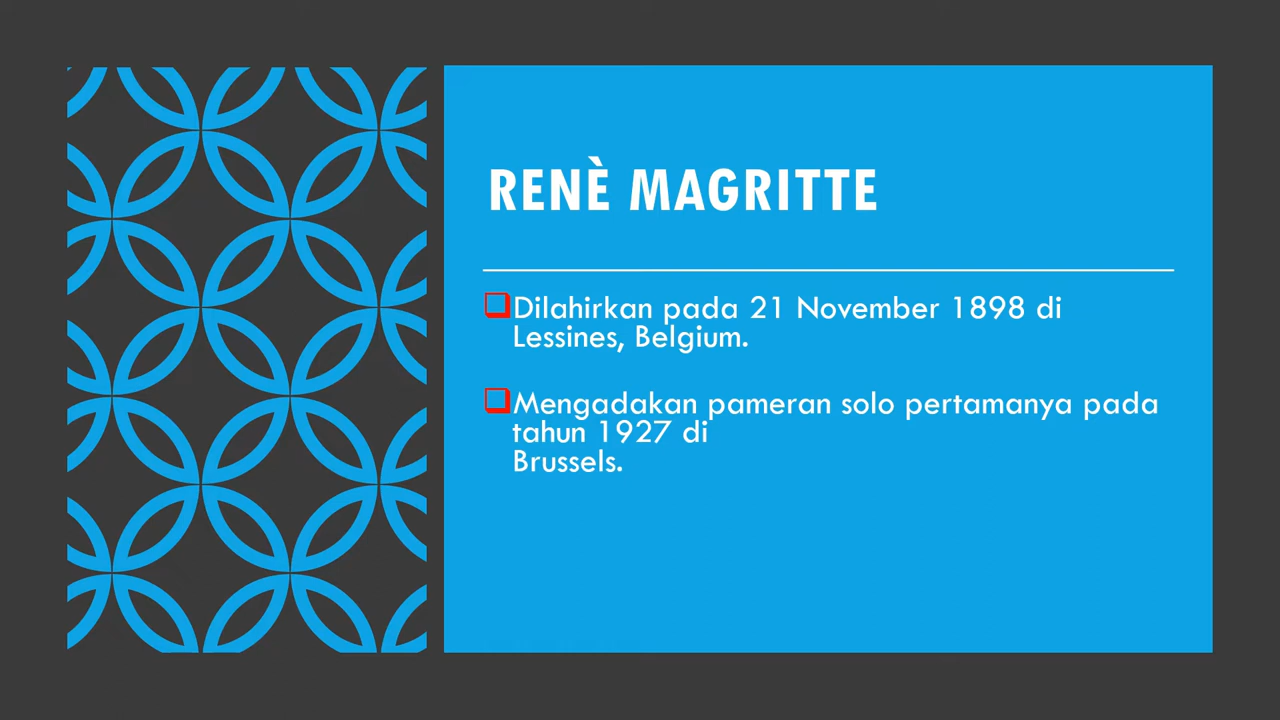 RENÈ MAGRITTE
Dilahirkan pada 21 November 1898 di
Lessines, Belgium.
Mengadakan pameran solo pertamanya pada
tahun 1927 di
Brussels.